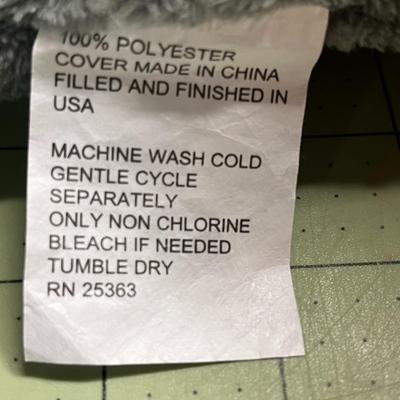 100% POLYESTER
COVER MADE IN CHINA
FILLED AND FINISHED IN
USA
MACHINE WASH COLD
GENTLE CYCLE
SEPARATELY
ONLY NON CHLORINE
BLEACH IF NEEDED
TUMBLE DRY
RN 25363